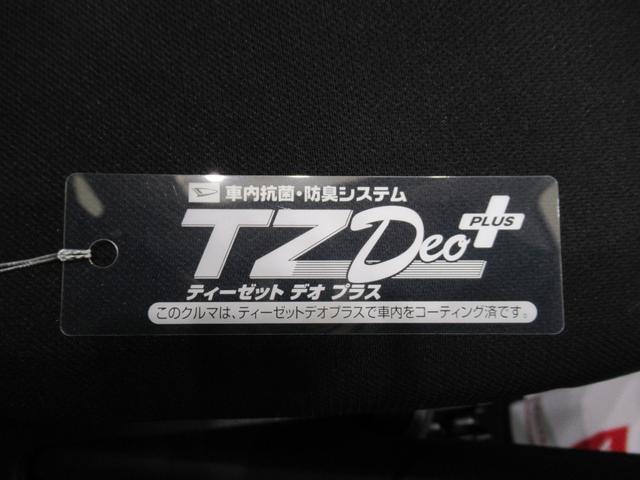 車内抗菌・防臭システム
TZ Deo PLUS
ティーゼット デオ プラス
このクルマは、ティーゼットデオプラスで車内をコーティング済です。